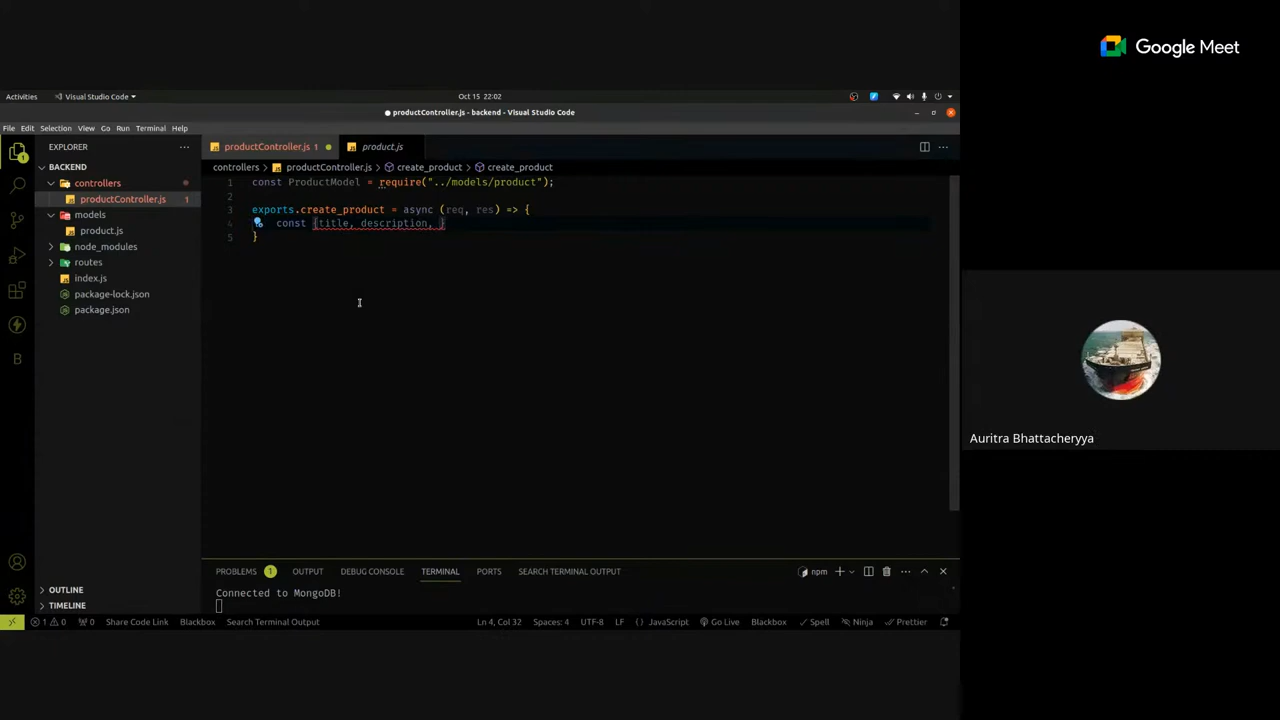 Google Meet
Activities
Visual Studio Code
Oct 15 22:02
productController.js - backend - Visual Studio Code
File Edit Selection View Go Run Terminal Help
EXPLORER
BACKEND
controllers
productController.js 1
models
product.js
node_modules
routes
index.js
package-lock.json
package.json
OUTLINE
TIMELINE
productController.js 1
product.js
controllers > productController.js > create_product > create_product
1 const ProductModel = require("../models/product");
2
3 exports.create_product = async (req, res) => {
4 const {title, description, }
5 }
PROBLEMS 1 OUTPUT DEBUG CONSOLE TERMINAL PORTS SEARCH TERMINAL OUTPUT
npm
Connected to MongoDB!
1 0 0 Share Code Link Blackbox Search Terminal Output Ln 4, Col 32 Spaces: 4 UTF-8 LF {} JavaScript Go Live Blackbox Spell Ninja Prettier
Auritra Bhattacheryya